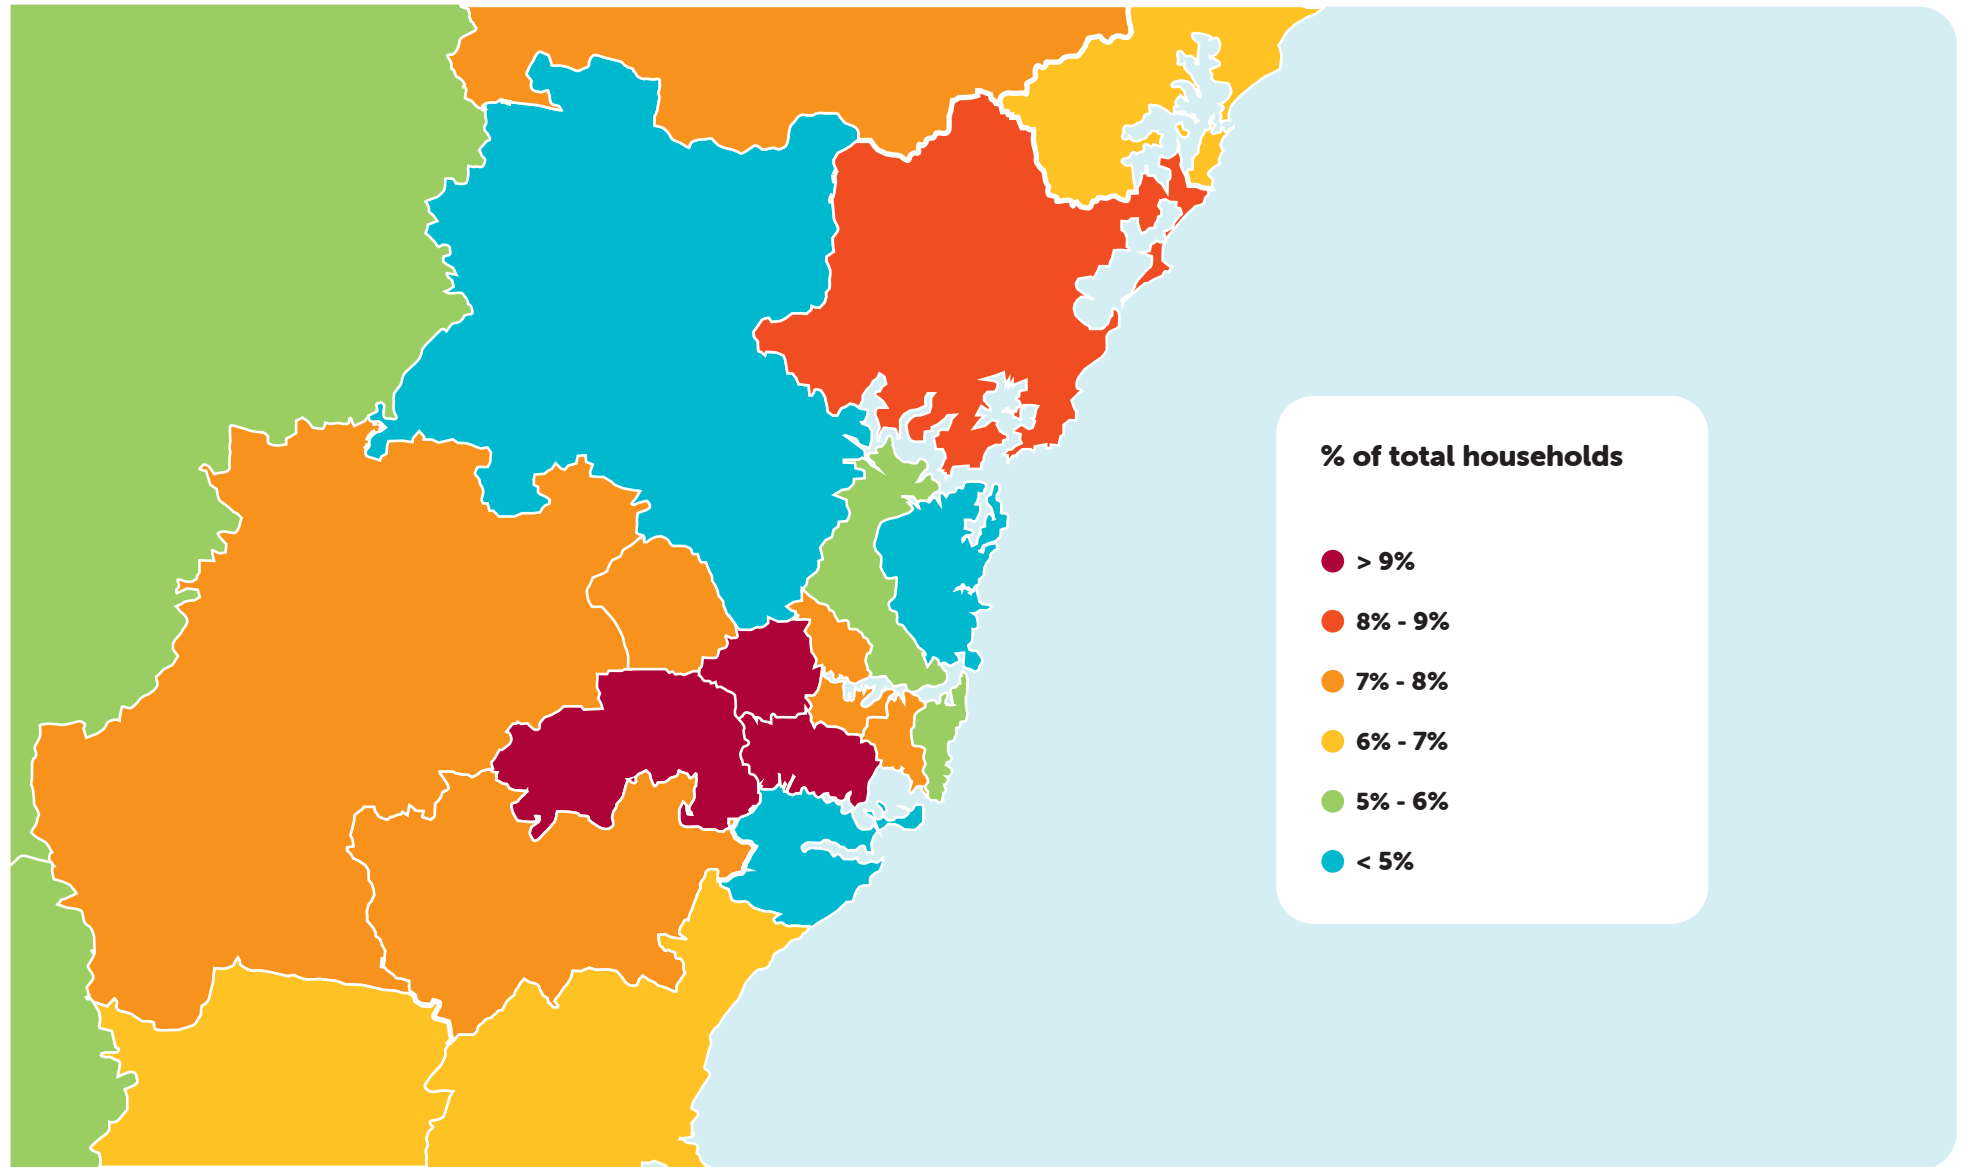 % of total households
> 9%
8% - 9%
7% - 8%
6% - 7%
5% - 6%
< 5%